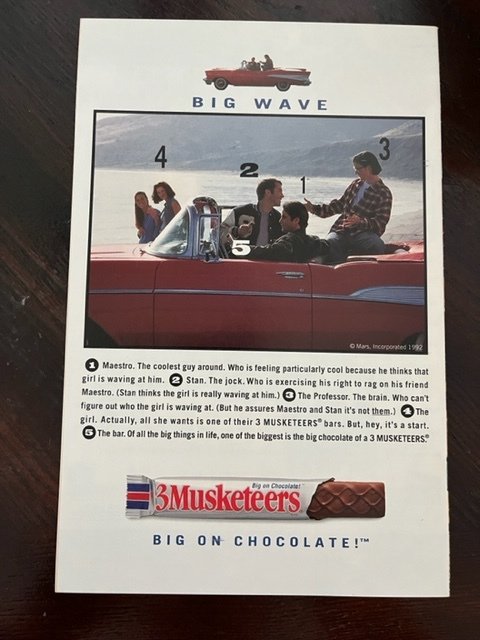 BIG WAVE
4
2
1
3
5
© Mars, Incorporated 1992
1 Maestro. The coolest guy around. Who is feeling particularly cool because he thinks that
girl is waving at him. 2 Stan. The jock. Who is exercising his right to rag on his friend
Maestro. (Stan thinks the girl is really waving at him.) 3 The Professor. The brain. Who can't
figure out who the girl is waving at. (But he assures Maestro and Stan it's not them.) 4 The
girl. Actually, all she wants is one of their 3 MUSKETEERS® bars. But, hey, it's a start.
5 The bar. Of all the big things in life, one of the biggest is the big chocolate of a 3 MUSKETEERS.®
Big on Chocolate!™
3Musketeers
BIG ON CHOCOLATE!™